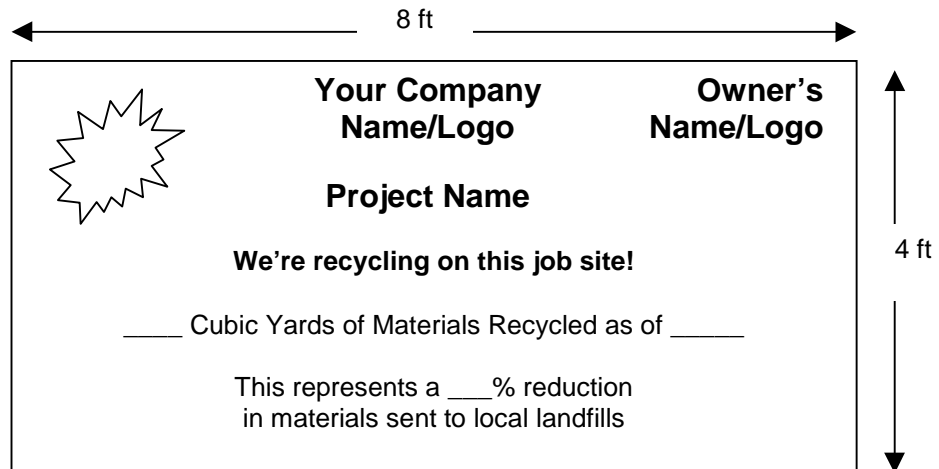 8 ft
Your Company Owner’s
Name/Logo Name/Logo
Project Name
We’re recycling on this job site!
4 ft
____ Cubic Yards of Materials Recycled as of _____
This represents a ___% reduction
in materials sent to local landfills